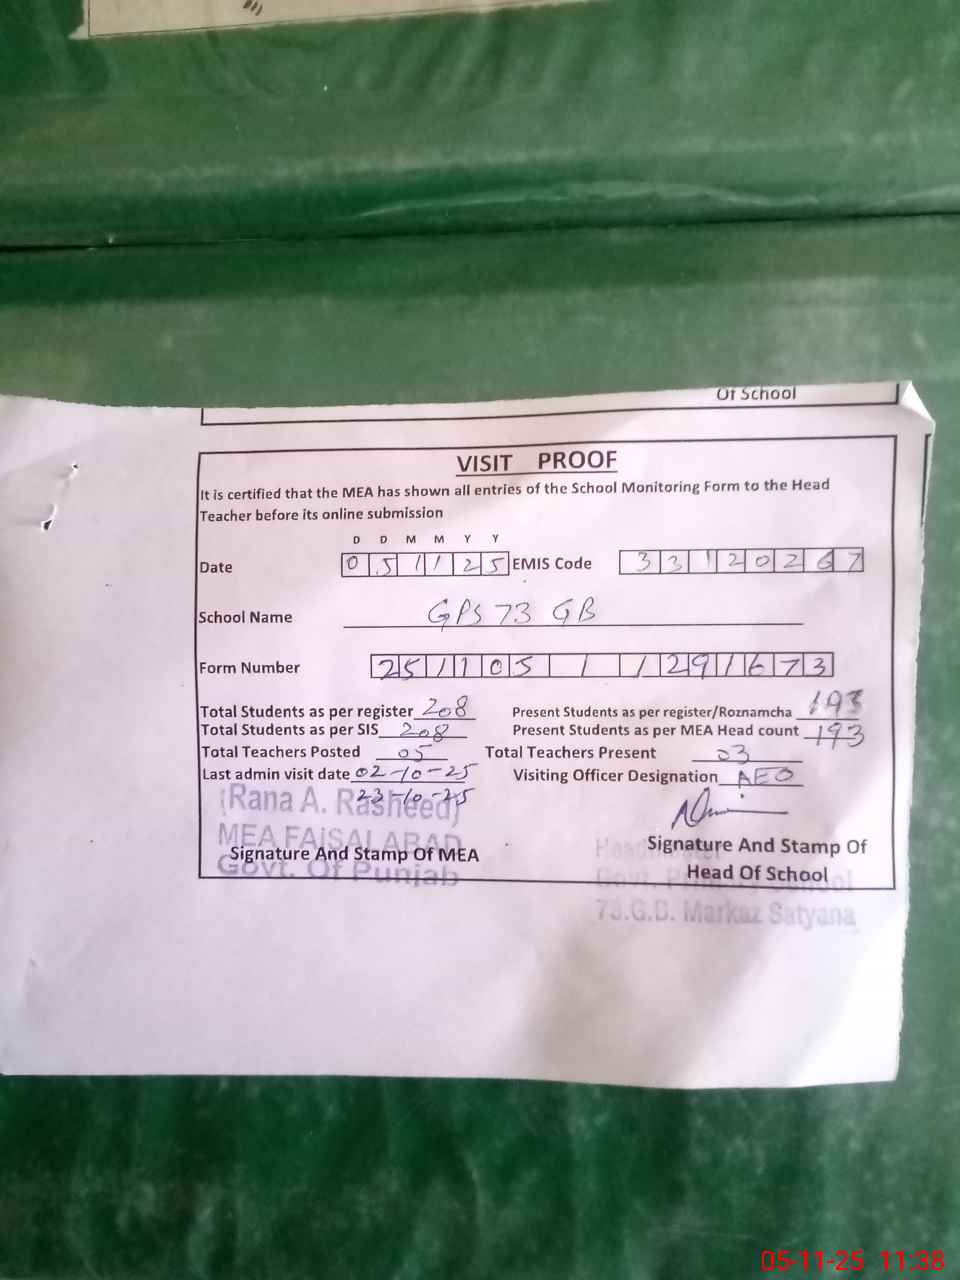 Of School
VISIT PROOF
It is certified that the MEA has shown all entries of the School Monitoring Form to the Head
Teacher before its online submission
D D M M Y Y
Date 0 5 1 1 2 5 EMIS Code 3 3 1 2 0 2 6 7
School Name GPS 73 GB
Form Number 2 5 1 1 0 5 1 1 2 9 1 6 7 3
Total Students as per register 208 Present Students as per register/Roznamcha 193
Total Students as per SIS 208 Present Students as per MEA Head count 193
Total Teachers Posted 05 Total Teachers Present 03
Last admin visit date 02-10-25 Visiting Officer Designation AEO
23-10-25
(Rana A. Rasheed)
MEA FAISALABAD
Govt. Of Punjab
Signature And Stamp Of MEA
Signature And Stamp Of
Head Of School
Headmaster
Govt. Primary School
73.G.B. Markaz Satyana
05-11-25 11:38